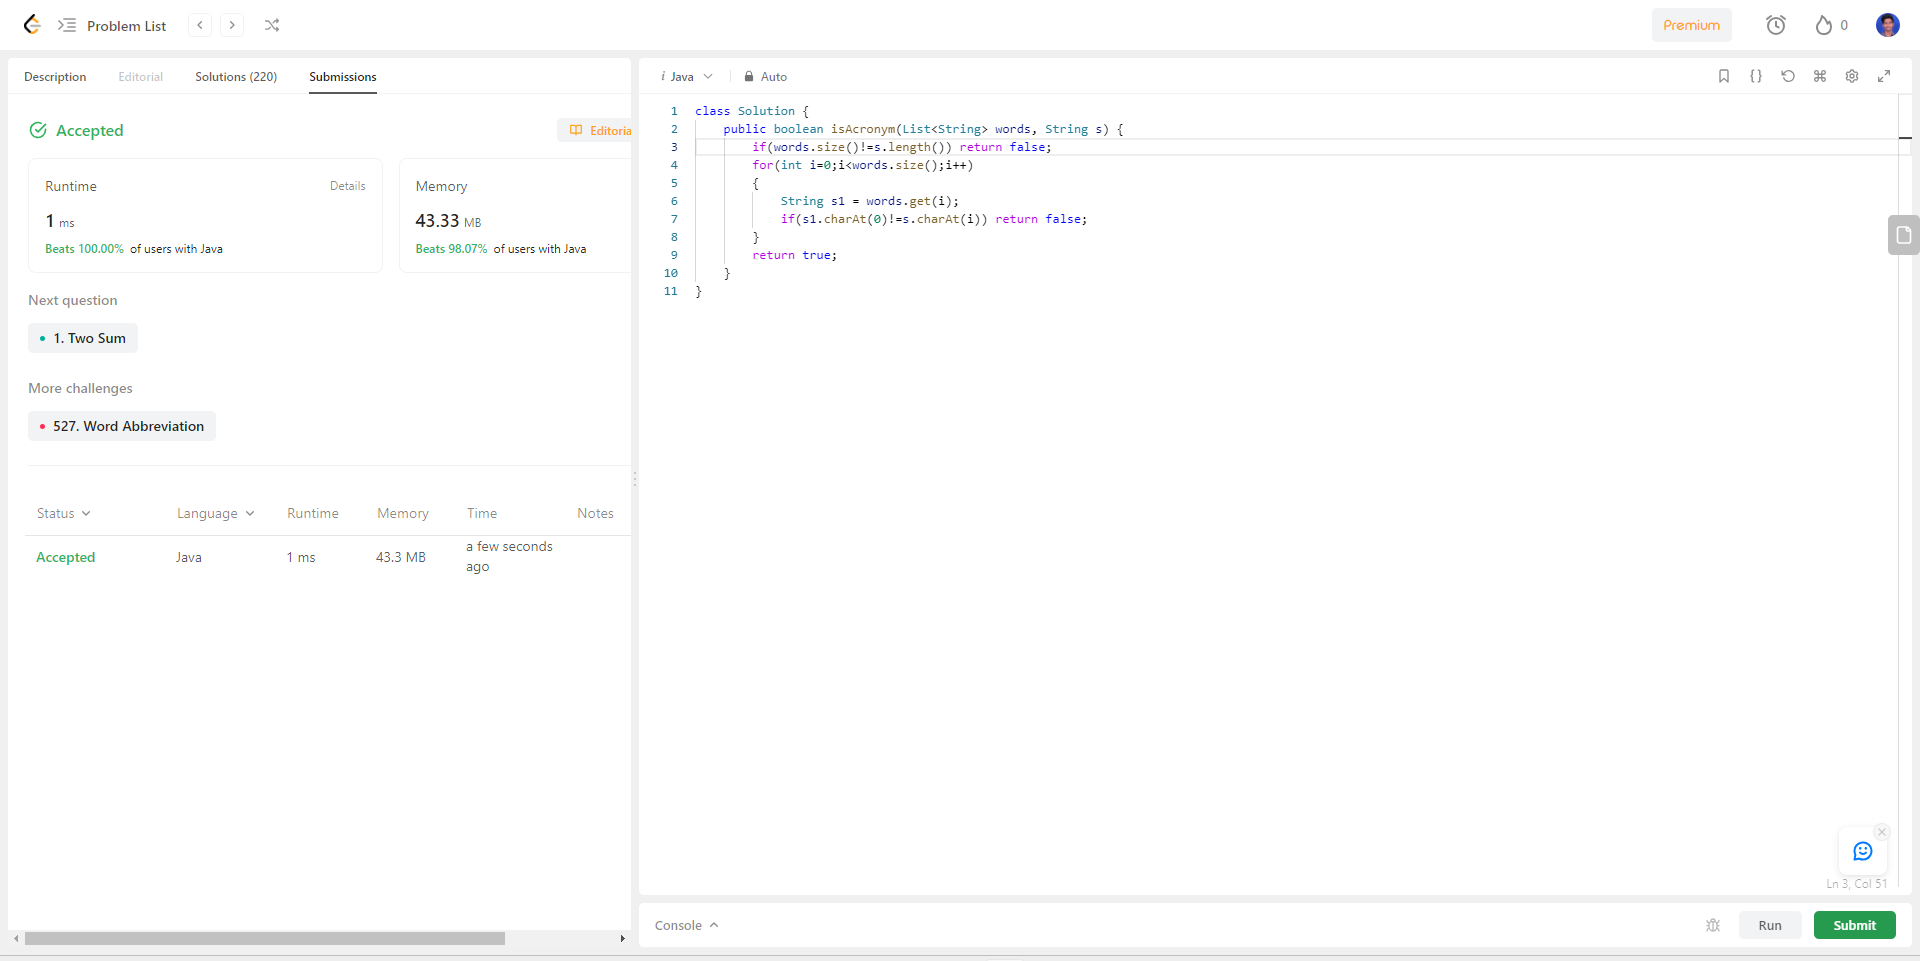 Problem List
Premium
0
Description Editorial Solutions (220) Submissions
Accepted
Editoria
Runtime Details
1 ms
Beats 100.00% of users with Java
Memory
43.33 MB
Beats 98.07% of users with Java
Next question
1. Two Sum
More challenges
527. Word Abbreviation
Status Language Runtime Memory Time Notes
Accepted Java 1 ms 43.3 MB a few seconds
ago
i Java Auto
1 class Solution {
2 public boolean isAcronym(List<String> words, String s) {
3 if(words.size()!=s.length()) return false;
4 for(int i=0;i<words.size();i++)
5 {
6 String s1 = words.get(i);
7 if(s1.charAt(0)!=s.charAt(i)) return false;
8 }
9 return true;
10 }
11 }
Ln 3, Col 51
Console Run Submit